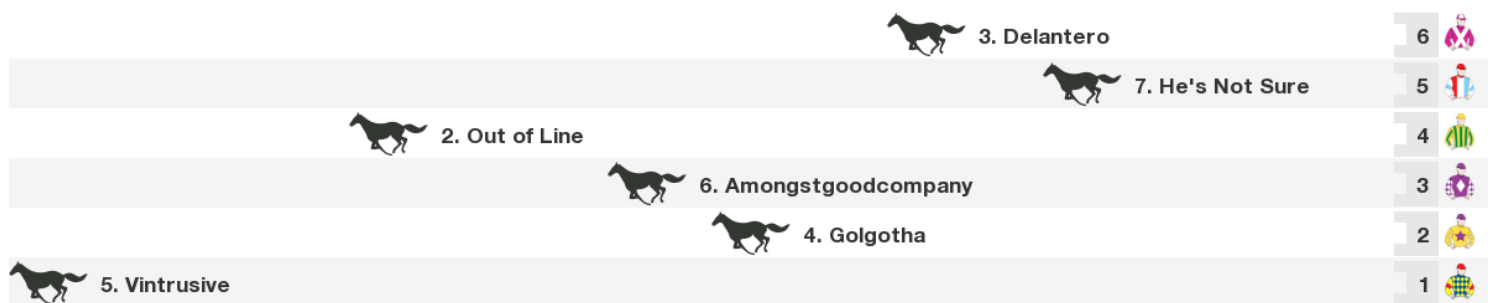 3. Delantero 6
7. He's Not Sure 5
2. Out of Line 4
6. Amongstgoodcompany 3
4. Golgotha 2
5. Vintrusive 1